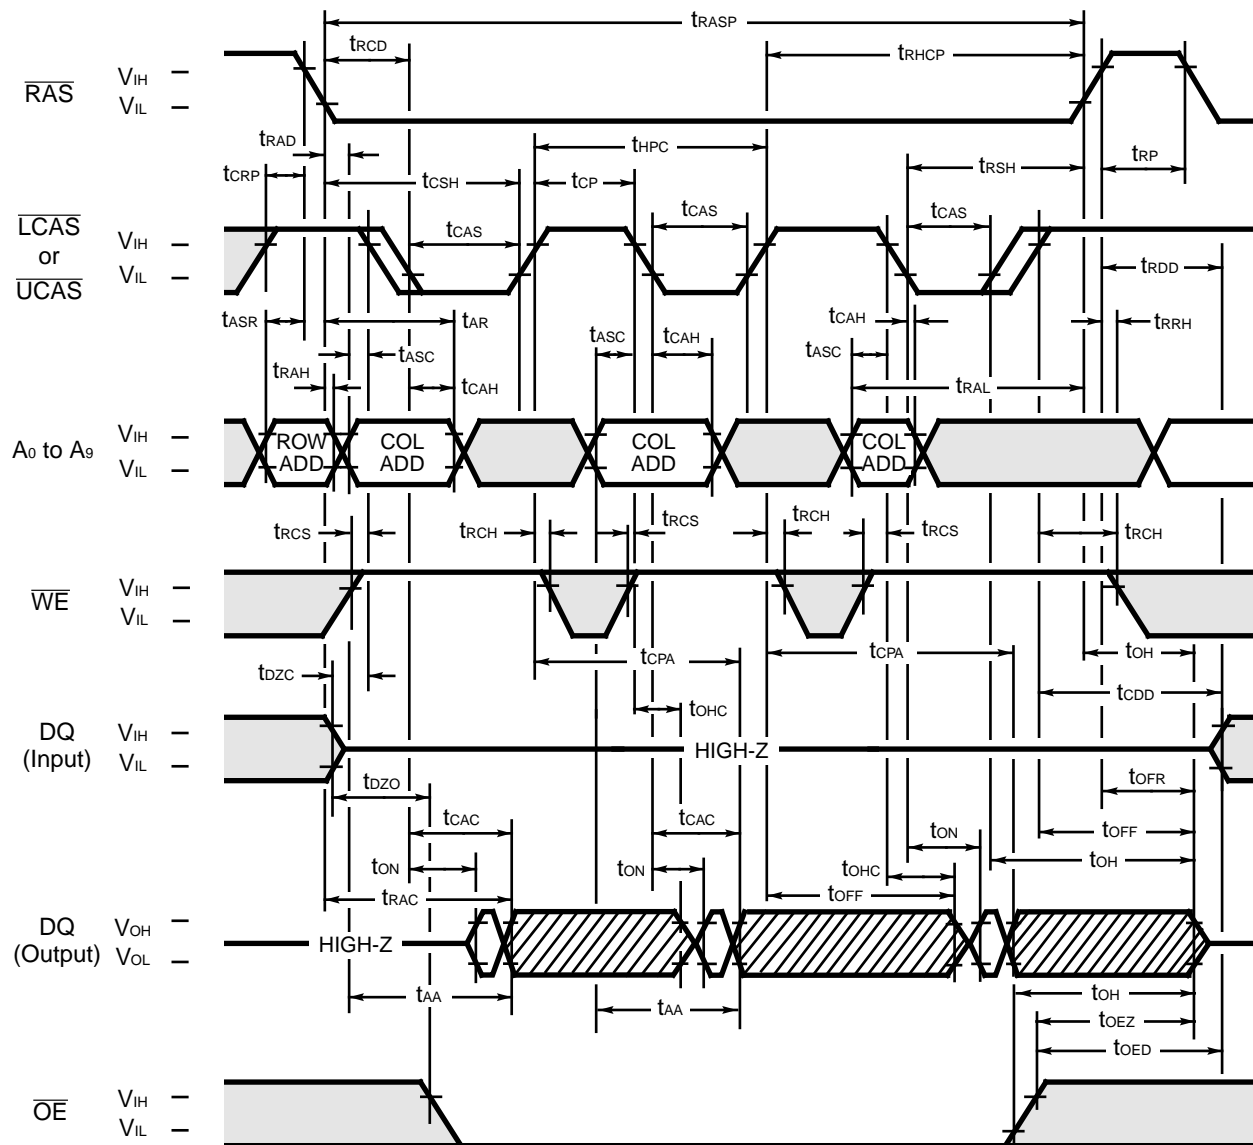 tRASP
tRCD
tRHCP
RAS
VIH
VIL
tRAD
tHPC
tRP
tCRP
tCSH
tCP
tRSH
tCAS
tCAS
tCAS
LCAS
or
UCAS
VIH
VIL
tRDD
tASR
tAR
tASC
tCAH
tCAH
tRRH
tASC
tASC
tRAH
tCAH
tRAL
A0 to A9
VIH
VIL
ROW
ADD
COL
ADD
COL
ADD
COL
ADD
tRCS
tRCH
tRCS
tRCH
tRCS
tRCH
WE
VIH
VIL
tCPA
tCPA
tOH
tDZC
tCDD
tOHC
DQ
(Input)
VIH
VIL
HIGH-Z
tDZO
tOFR
tCAC
tCAC
tON
tOFF
tON
tON
tOHC
tOH
tRAC
tOFF
DQ
(Output)
VOH
VOL
HIGH-Z
tAA
tAA
tOH
tOEZ
tOED
OE
VIH
VIL